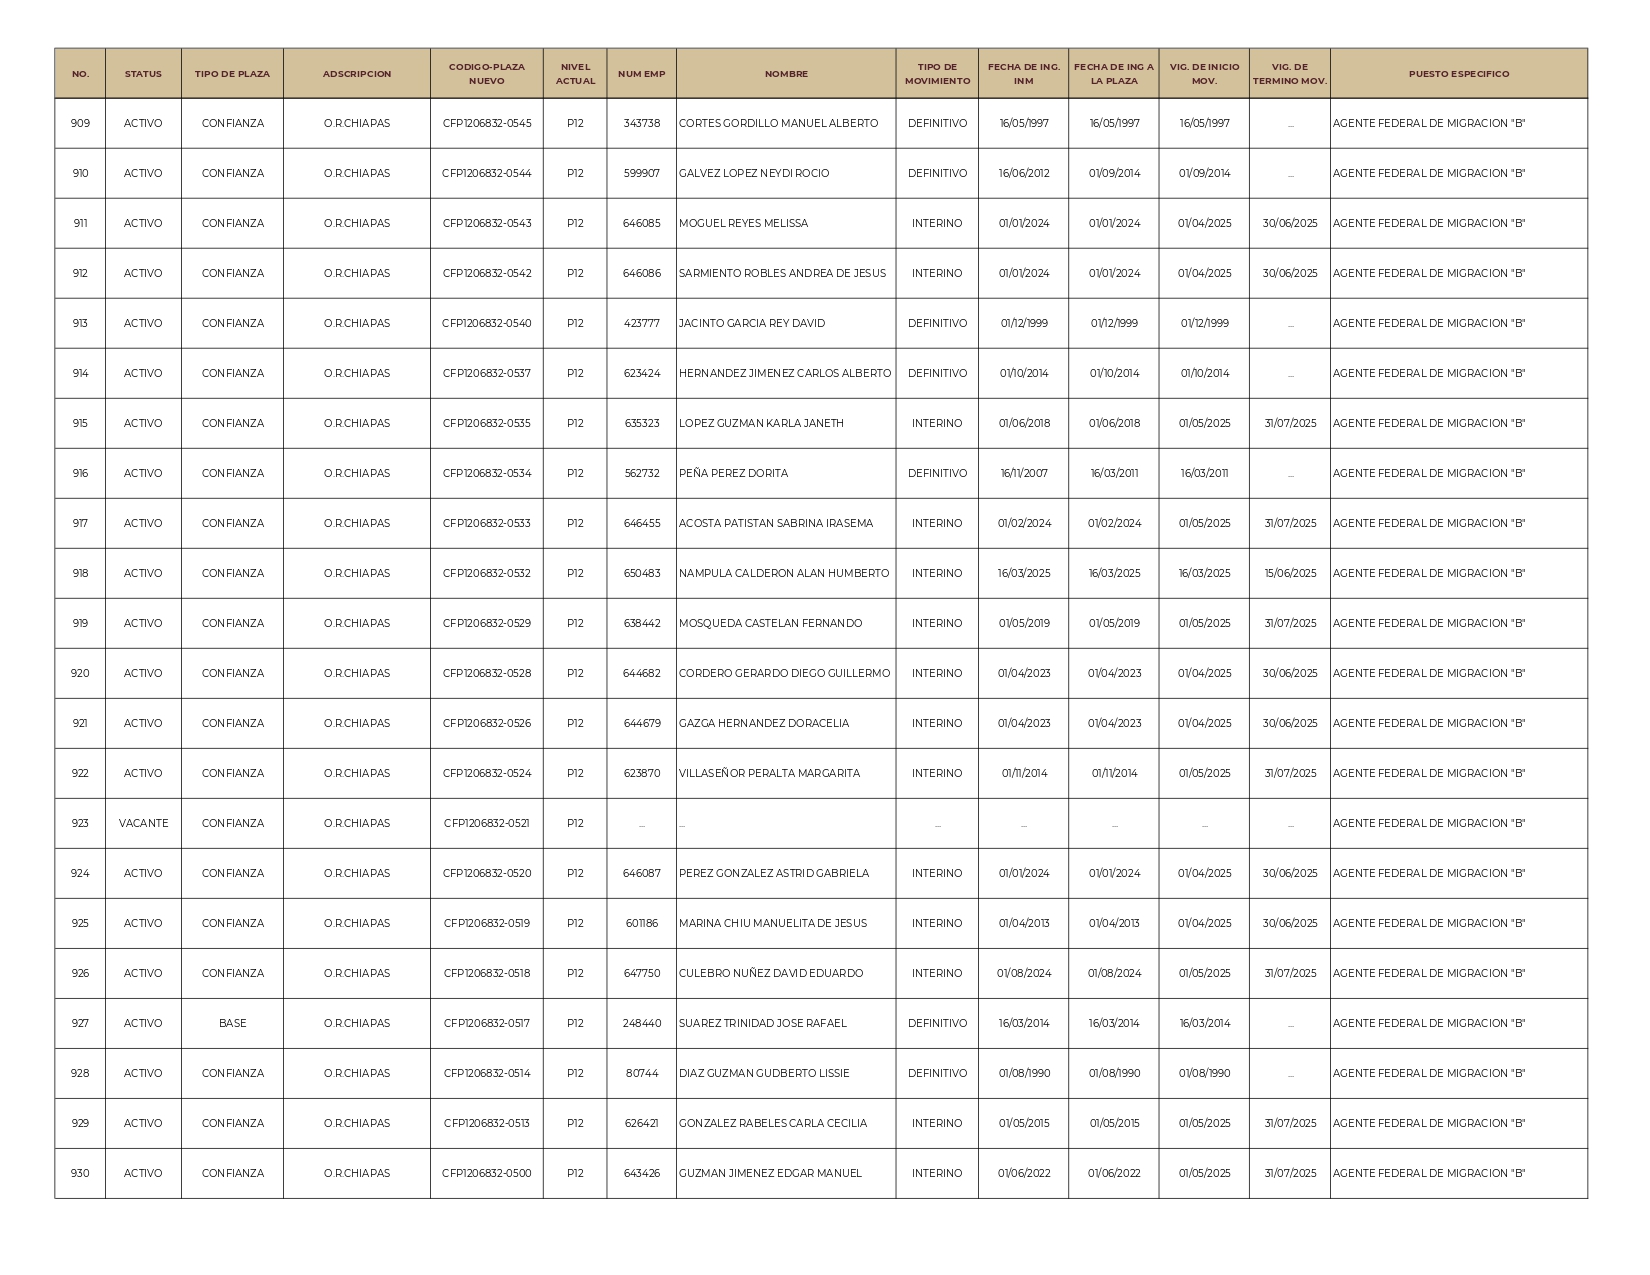 NO. STATUS TIPO DE PLAZA ADSCRIPCION CODIGO-PLAZA NUEVO NIVEL ACTUAL NUM EMP NOMBRE TIPO DE MOVIMIENTO FECHA DE ING. INM FECHA DE ING A LA PLAZA VIG. DE INICIO MOV. VIG. DE TERMINO MOV. PUESTO ESPECIFICO
909 ACTIVO CONFIANZA O.R.CHIAPAS CFP1206832-0545 P12 343738 CORTES GORDILLO MANUEL ALBERTO DEFINITIVO 16/05/1997 16/05/1997 16/05/1997 ... AGENTE FEDERAL DE MIGRACION "B"
910 ACTIVO CONFIANZA O.R.CHIAPAS CFP1206832-0544 P12 599907 GALVEZ LOPEZ NEYDI ROCIO DEFINITIVO 16/06/2012 01/09/2014 01/09/2014 ... AGENTE FEDERAL DE MIGRACION "B"
911 ACTIVO CONFIANZA O.R.CHIAPAS CFP1206832-0543 P12 646085 MOGUEL REYES MELISSA INTERINO 01/01/2024 01/01/2024 01/04/2025 30/06/2025 AGENTE FEDERAL DE MIGRACION "B"
912 ACTIVO CONFIANZA O.R.CHIAPAS CFP1206832-0542 P12 646086 SARMIENTO ROBLES ANDREA DE JESUS INTERINO 01/01/2024 01/01/2024 01/04/2025 30/06/2025 AGENTE FEDERAL DE MIGRACION "B"
913 ACTIVO CONFIANZA O.R.CHIAPAS CFP1206832-0540 P12 423777 JACINTO GARCIA REY DAVID DEFINITIVO 01/12/1999 01/12/1999 01/12/1999 ... AGENTE FEDERAL DE MIGRACION "B"
914 ACTIVO CONFIANZA O.R.CHIAPAS CFP1206832-0537 P12 623424 HERNANDEZ JIMENEZ CARLOS ALBERTO DEFINITIVO 01/10/2014 01/10/2014 01/10/2014 ... AGENTE FEDERAL DE MIGRACION "B"
915 ACTIVO CONFIANZA O.R.CHIAPAS CFP1206832-0535 P12 635323 LOPEZ GUZMAN KARLA JANETH INTERINO 01/06/2018 01/06/2018 01/05/2025 31/07/2025 AGENTE FEDERAL DE MIGRACION "B"
916 ACTIVO CONFIANZA O.R.CHIAPAS CFP1206832-0534 P12 562732 PEÑA PEREZ DORITA DEFINITIVO 16/11/2007 16/03/2011 16/03/2011 ... AGENTE FEDERAL DE MIGRACION "B"
917 ACTIVO CONFIANZA O.R.CHIAPAS CFP1206832-0533 P12 646455 ACOSTA PATISTAN SABRINA IRASEMA INTERINO 01/02/2024 01/02/2024 01/05/2025 31/07/2025 AGENTE FEDERAL DE MIGRACION "B"
918 ACTIVO CONFIANZA O.R.CHIAPAS CFP1206832-0532 P12 650483 NAMPULA CALDERON ALAN HUMBERTO INTERINO 16/03/2025 16/03/2025 16/03/2025 15/06/2025 AGENTE FEDERAL DE MIGRACION "B"
919 ACTIVO CONFIANZA O.R.CHIAPAS CFP1206832-0529 P12 638442 MOSQUEDA CASTELAN FERNANDO INTERINO 01/05/2019 01/05/2019 01/05/2025 31/07/2025 AGENTE FEDERAL DE MIGRACION "B"
920 ACTIVO CONFIANZA O.R.CHIAPAS CFP1206832-0528 P12 644682 CORDERO GERARDO DIEGO GUILLERMO INTERINO 01/04/2023 01/04/2023 01/04/2025 30/06/2025 AGENTE FEDERAL DE MIGRACION "B"
921 ACTIVO CONFIANZA O.R.CHIAPAS CFP1206832-0526 P12 644679 GAZGA HERNANDEZ DORACELIA INTERINO 01/04/2023 01/04/2023 01/04/2025 30/06/2025 AGENTE FEDERAL DE MIGRACION "B"
922 ACTIVO CONFIANZA O.R.CHIAPAS CFP1206832-0524 P12 623870 VILLASEÑOR PERALTA MARGARITA INTERINO 01/11/2014 01/11/2014 01/05/2025 31/07/2025 AGENTE FEDERAL DE MIGRACION "B"
923 VACANTE CONFIANZA O.R.CHIAPAS CFP1206832-0521 P12 ... ... ... ... ... ... ... AGENTE FEDERAL DE MIGRACION "B"
924 ACTIVO CONFIANZA O.R.CHIAPAS CFP1206832-0520 P12 646087 PEREZ GONZALEZ ASTRID GABRIELA INTERINO 01/01/2024 01/01/2024 01/04/2025 30/06/2025 AGENTE FEDERAL DE MIGRACION "B"
925 ACTIVO CONFIANZA O.R.CHIAPAS CFP1206832-0519 P12 601186 MARINA CHIU MANUELITA DE JESUS INTERINO 01/04/2013 01/04/2013 01/04/2025 30/06/2025 AGENTE FEDERAL DE MIGRACION "B"
926 ACTIVO CONFIANZA O.R.CHIAPAS CFP1206832-0518 P12 647750 CULEBRO NUÑEZ DAVID EDUARDO INTERINO 01/08/2024 01/08/2024 01/05/2025 31/07/2025 AGENTE FEDERAL DE MIGRACION "B"
927 ACTIVO BASE O.R.CHIAPAS CFP1206832-0517 P12 248440 SUAREZ TRINIDAD JOSE RAFAEL DEFINITIVO 16/03/2014 16/03/2014 16/03/2014 ... AGENTE FEDERAL DE MIGRACION "B"
928 ACTIVO CONFIANZA O.R.CHIAPAS CFP1206832-0514 P12 80744 DIAZ GUZMAN GUDBERTO LISSIE DEFINITIVO 01/08/1990 01/08/1990 01/08/1990 ... AGENTE FEDERAL DE MIGRACION "B"
929 ACTIVO CONFIANZA O.R.CHIAPAS CFP1206832-0513 P12 626421 GONZALEZ RABELES CARLA CECILIA INTERINO 01/05/2015 01/05/2015 01/05/2025 31/07/2025 AGENTE FEDERAL DE MIGRACION "B"
930 ACTIVO CONFIANZA O.R.CHIAPAS CFP1206832-0500 P12 643426 GUZMAN JIMENEZ EDGAR MANUEL INTERINO 01/06/2022 01/06/2022 01/05/2025 31/07/2025 AGENTE FEDERAL DE MIGRACION "B"